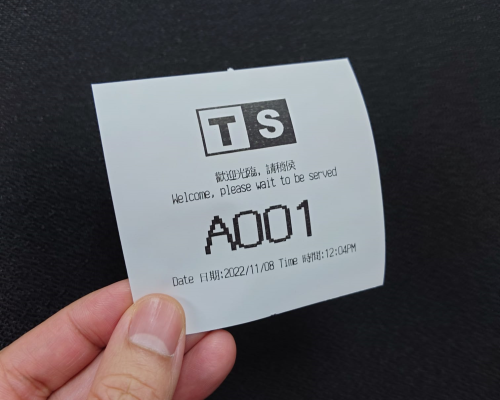 TS
歡迎光臨, 請稍侯
Welcome, please wait to be served
A001
Date 日期:2022/11/08 Time 時間:12:04PM